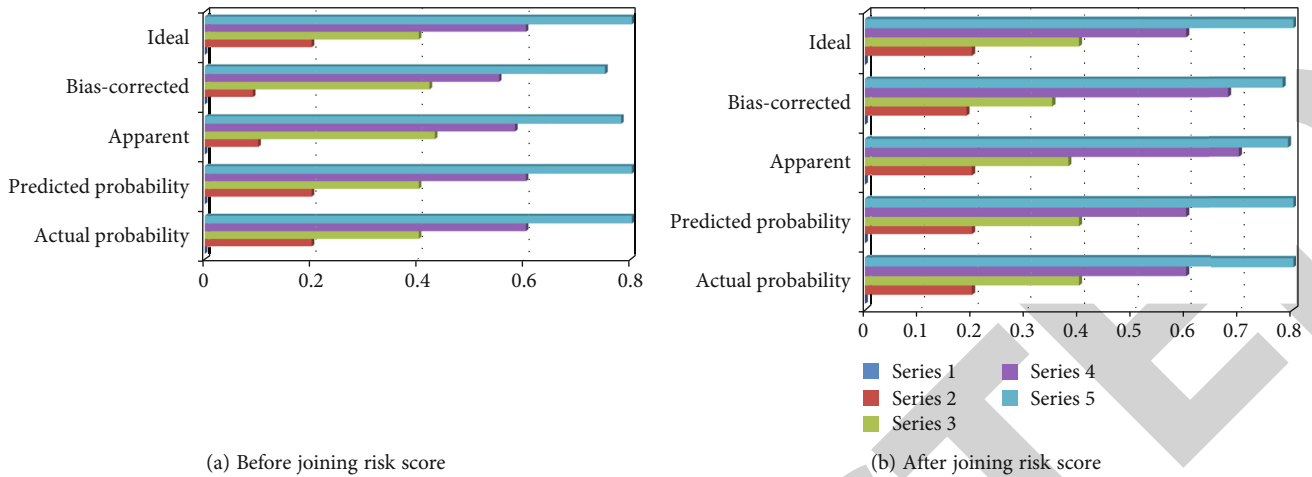 Ideal
Bias-corrected
Apparent
Predicted probability
Actual probability
0 0.2 0.4 0.6 0.8
(a) Before joining risk score
Ideal
Bias-corrected
Apparent
Predicted probability
Actual probability
0 0.1 0.2 0.3 0.4 0.5 0.6 0.7 0.8
Series 1 Series 4
Series 2 Series 5
Series 3
(b) After joining risk score